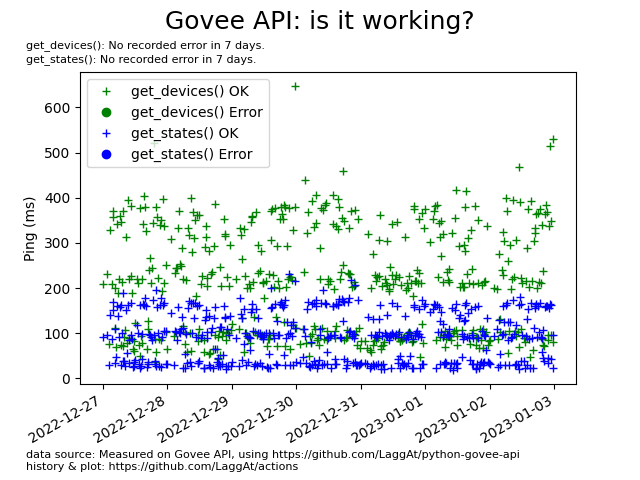 Govee API: is it working?
get_devices(): No recorded error in 7 days.
get_states(): No recorded error in 7 days.
get_devices() OK
get_devices() Error
get_states() OK
get_states() Error
Ping (ms)
600
500
400
300
200
100
0
2022-12-27
2022-12-28
2022-12-29
2022-12-30
2022-12-31
2023-01-01
2023-01-02
2023-01-03
data source: Measured on Govee API, using https://github.com/LaggAt/python-govee-api
history & plot: https://github.com/LaggAt/actions